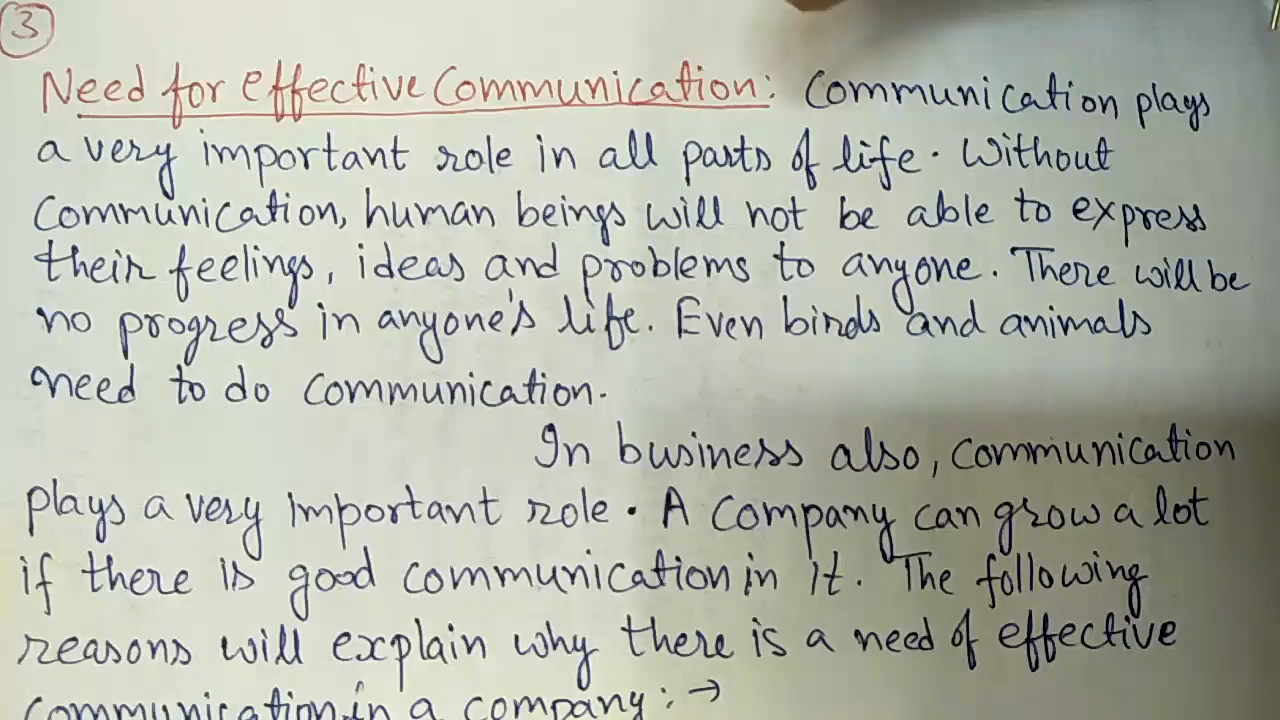 3
Need for effective Communication: Communication plays
a very important role in all parts of life. Without
Communication, human beings will not be able to express
their feelings, ideas and problems to anyone. There will be
no progress in anyone's life. Even birds and animals
need to do communication.
In business also, communication
plays a very important role. A Company can grow a lot
if there is good communication in it. The following
reasons will explain why there is a need of effective
communication in a company: →